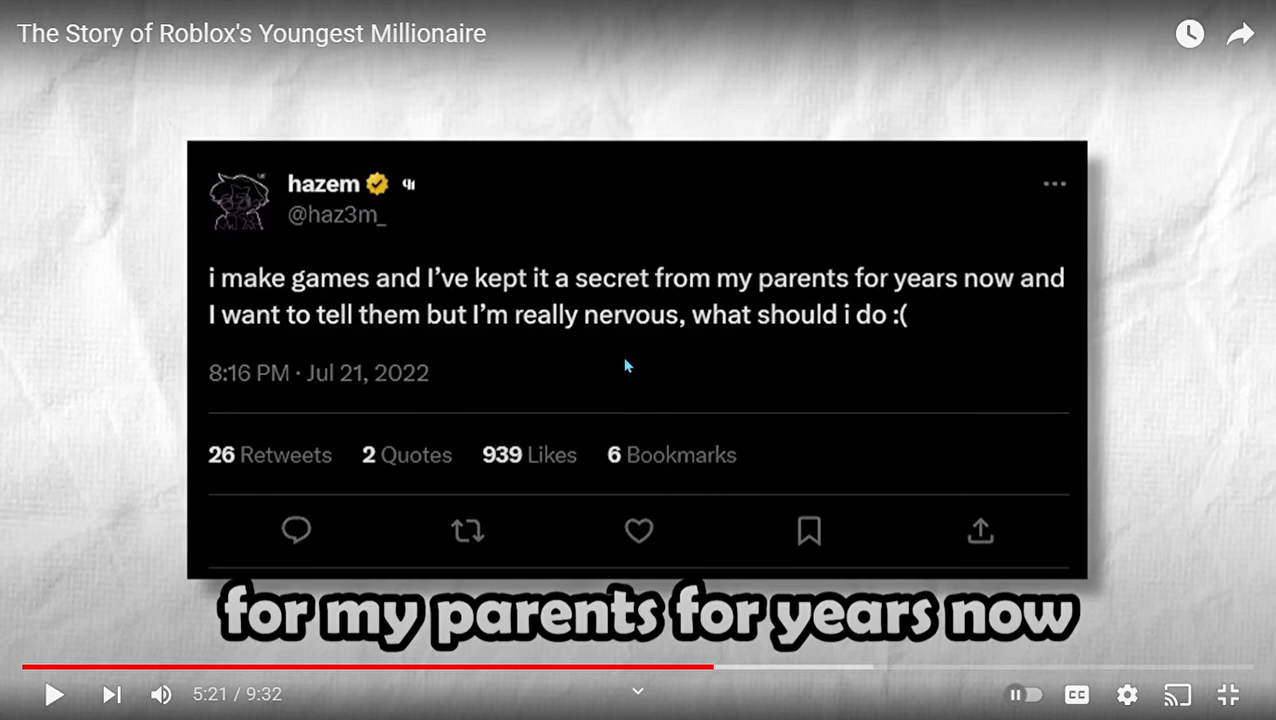 The Story of Roblox's Youngest Millionaire
hazem
@haz3m_
i make games and I’ve kept it a secret from my parents for years now and
I want to tell them but I’m really nervous, what should i do :(
8:16 PM · Jul 21, 2022
26 Retweets 2 Quotes 939 Likes 6 Bookmarks
for my parents for years now
5:21 / 9:32
CC